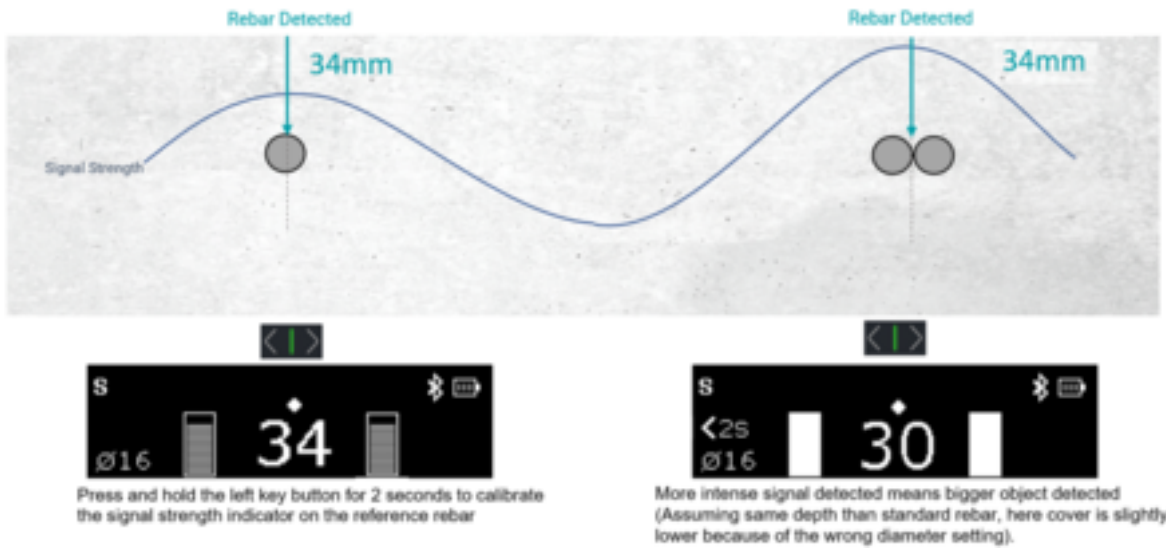 Rebar Detected
Rebar Detected
34mm
34mm
Signal Strength
S
34
Ø16
S
<2s
30
Ø16
Press and hold the left key button for 2 seconds to calibrate
the signal strength indicator on the reference rebar
More intense signal detected means bigger object detected
(Assuming same depth than standard rebar, here cover is slightly
lower because of the wrong diameter setting).